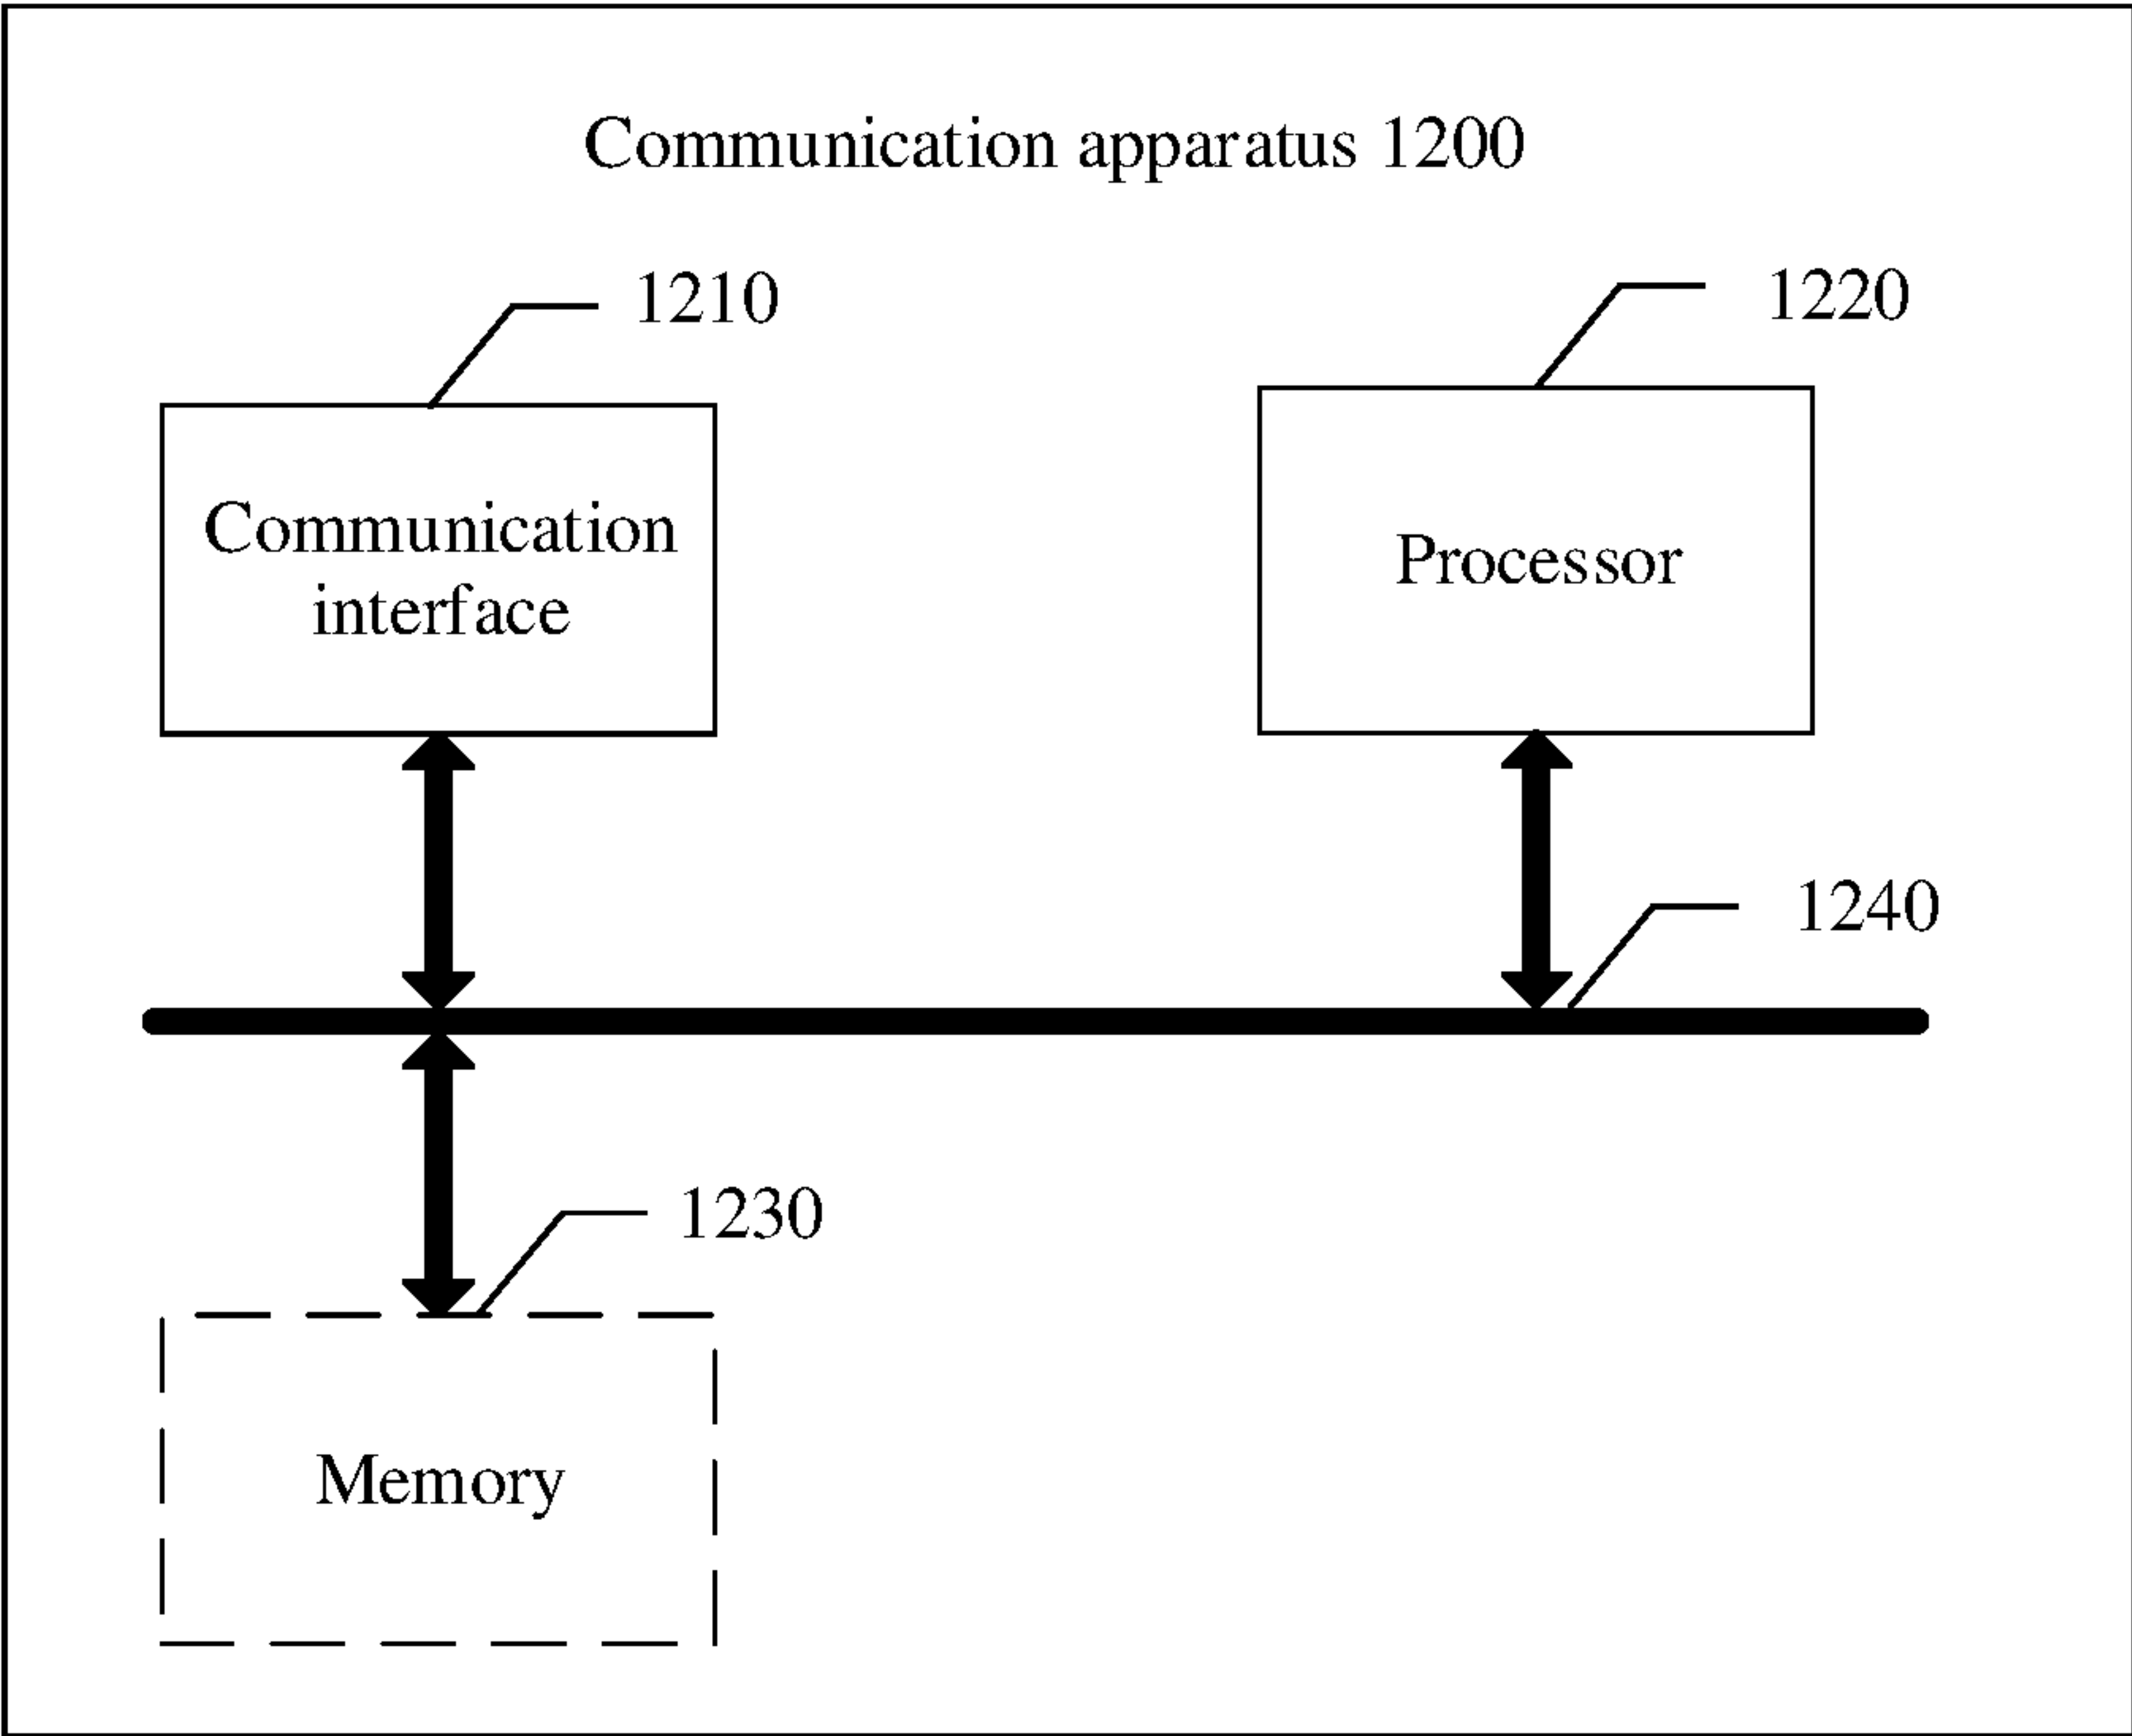 Communication apparatus 1200
1210
1220
Communication
interface
Processor
1240
1230
Memory